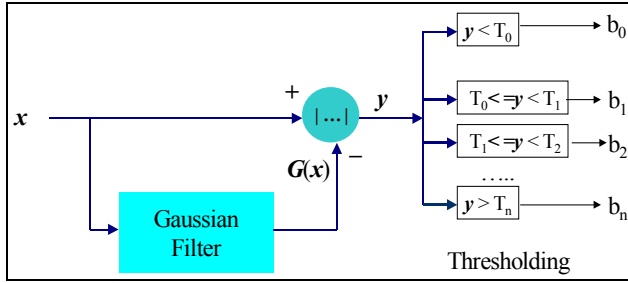 y < T0
b0
x
+
| ... |
y
T0<=y < T1
b1
T1<=y < T2
b2
G(x)
−
.....
Gaussian
Filter
y > Tn
bn
Thresholding